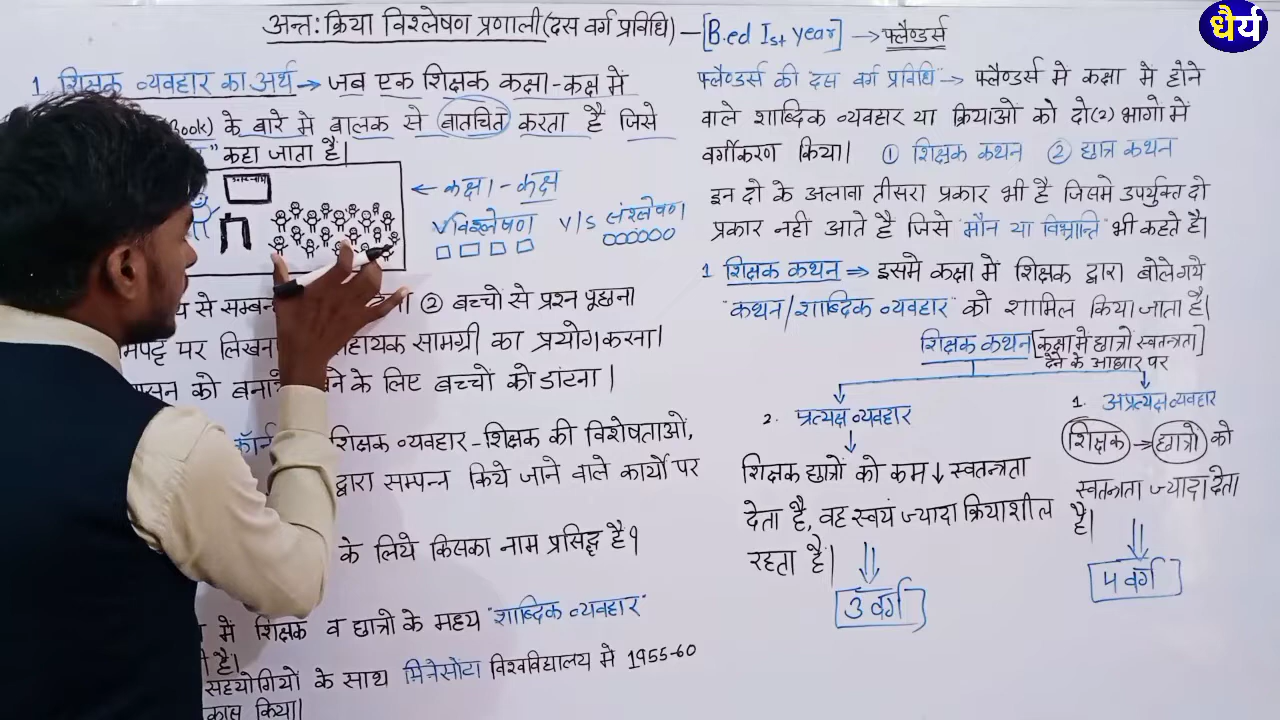 अन्त: क्रिया विश्लेषण प्रणाली (दस वर्ग प्रविधि) – [B.ed Ist year] → फ्लैण्डर्स
धैर्य
1 शिक्षक व्यवहार का अर्थ → जब एक शिक्षक कक्षा-कक्ष में
Book) के बारे मे बालक से बातचित करता है जिसे
" कहा जाता है।
← कक्षा-कक्ष
विश्लेषण V/s संश्लेषण
य से सम्बन ② बच्चों से प्रश्न पूछना
मपट्ट पर लिखना सहायक सामग्री का प्रयोग करना।
के लिए बच्चों को डांटना।
शिक्षक व्यवहार-शिक्षक की विशेषताओं,
द्वारा सम्पन्न किये जाने वाले कार्यो पर
के लिये किसका नाम प्रसिद्ध है?
में शिक्षक व छात्रो के मध्य "शाब्दिक व्यवहार"
है।
सहयोगियों के साथ मिनेसोटा विश्वविद्यालय मे 1955-60
किया।
फ्लैण्डर्स की दस वर्ग प्रविधि" → फ्लैण्डर्स मे कक्षा में होने
वाले शाब्दिक व्यवहार या क्रियाओं को दो(2) भागो में
वर्गीकरण किया। ① शिक्षक कथन ② छात्र कथन
इन दो के अलावा तीसरा प्रकार भी है जिसमे उपर्युक्त दो
प्रकार नही आते है जिसे "मौन या विभ्रान्ति" भी कहते है।
1 शिक्षक कथन ⇒ इसमे कक्षा में शिक्षक द्वारा बोले गये
"कथन/शाब्दिक व्यवहार" को शामिल किया जाता है।
शिक्षक कथन [कक्षा में छात्रों स्वतन्त्रता]
देने के आधार पर
2. प्रत्यक्ष व्यवहार
शिक्षक छात्रों को कम ↓ स्वतन्त्रता
देता है, वह स्वयं ज्यादा क्रियाशील
रहता है।
3 वर्ग
1. अप्रत्यक्ष व्यवहार
शिक्षक → छात्रो को
स्वतन्त्रता ज्यादा देता
है।
4 वर्ग